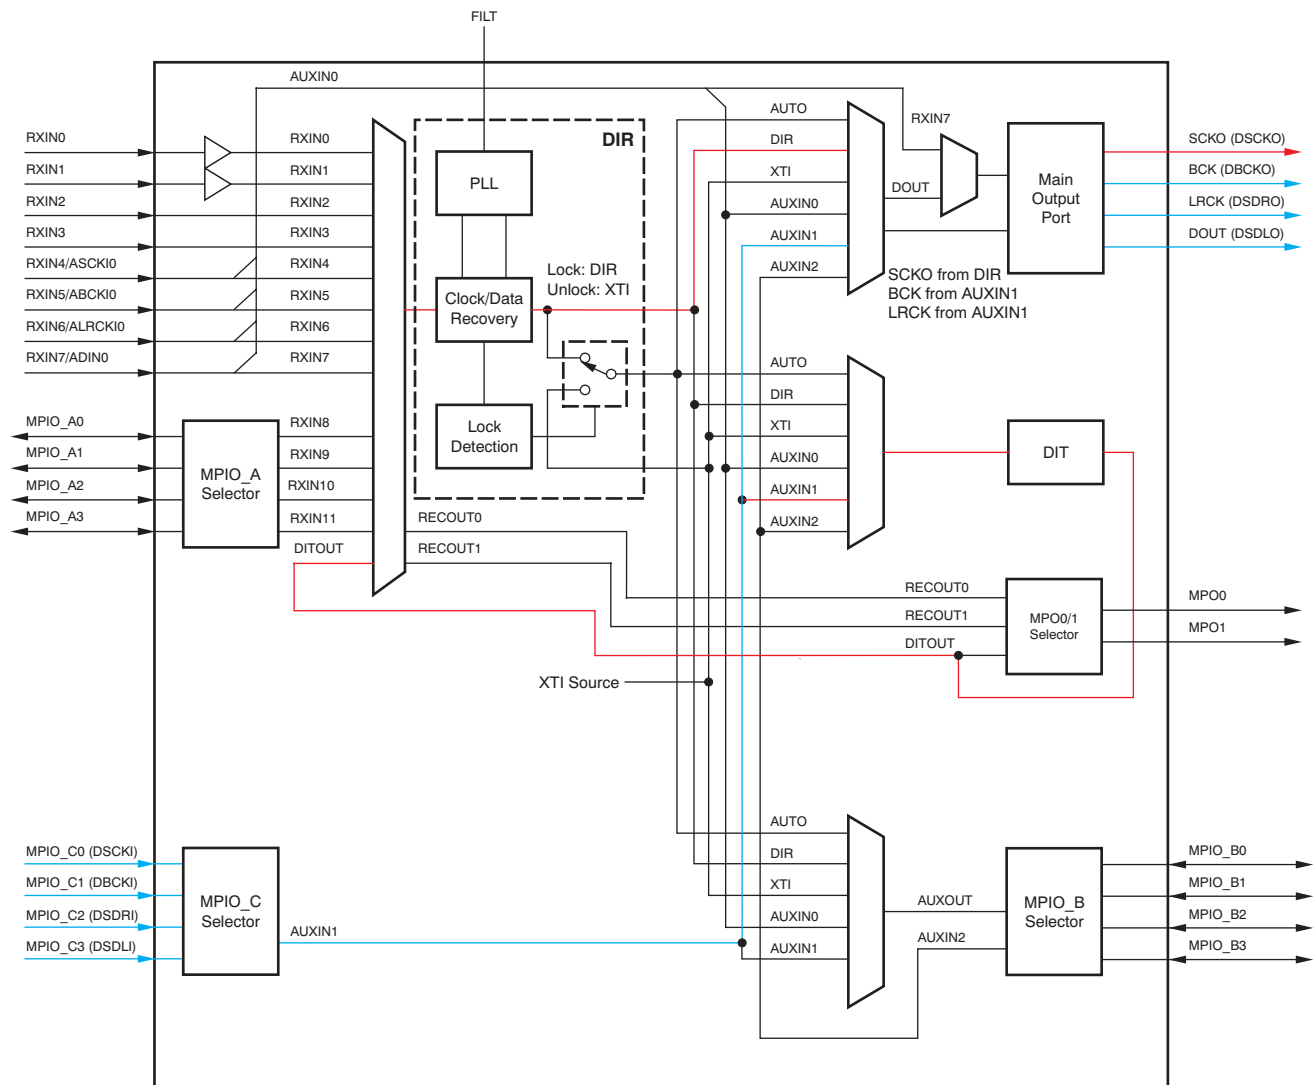 FILT
AUXIN0
RXIN0
RXIN1
RXIN2
RXIN3
RXIN4/ASCKI0
RXIN5/ABCKI0
RXIN6/ALRCKI0
RXIN7/ADIN0
RXIN0
RXIN1
RXIN2
RXIN3
RXIN4
RXIN5
RXIN6
RXIN7
MPIO_A0
MPIO_A1
MPIO_A2
MPIO_A3
MPIO_A
Selector
RXIN8
RXIN9
RXIN10
RXIN11
DITOUT
DIR
PLL
Clock/Data
Recovery
Lock
Detection
Lock: DIR
Unlock: XTI
RECOUT0
RECOUT1
AUTO
DIR
XTI
AUXIN0
AUXIN1
AUXIN2
RXIN7
DOUT
SCKO from DIR
BCK from AUXIN1
LRCK from AUXIN1
Main
Output
Port
SCKO (DSCKO)
BCK (DBCKO)
LRCK (DSDRO)
DOUT (DSDLO)
AUTO
DIR
XTI
AUXIN0
AUXIN1
AUXIN2
DIT
RECOUT0
RECOUT1
DITOUT
MPO0/1
Selector
MPO0
MPO1
XTI Source
MPIO_C0 (DSCKI)
MPIO_C1 (DBCKI)
MPIO_C2 (DSDRI)
MPIO_C3 (DSDLI)
MPIO_C
Selector
AUXIN1
AUTO
DIR
XTI
AUXIN0
AUXIN1
AUXOUT
AUXIN2
MPIO_B
Selector
MPIO_B0
MPIO_B1
MPIO_B2
MPIO_B3